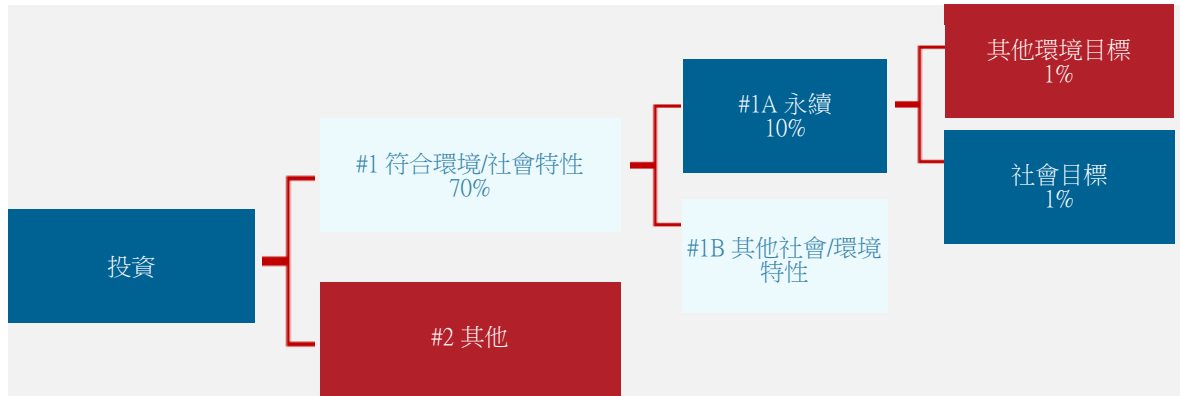 投資
#1 符合環境/社會特性
70%
#2 其他
#1A 永續
10%
#1B 其他社會/環境
特性
其他環境目標
1%
社會目標
1%